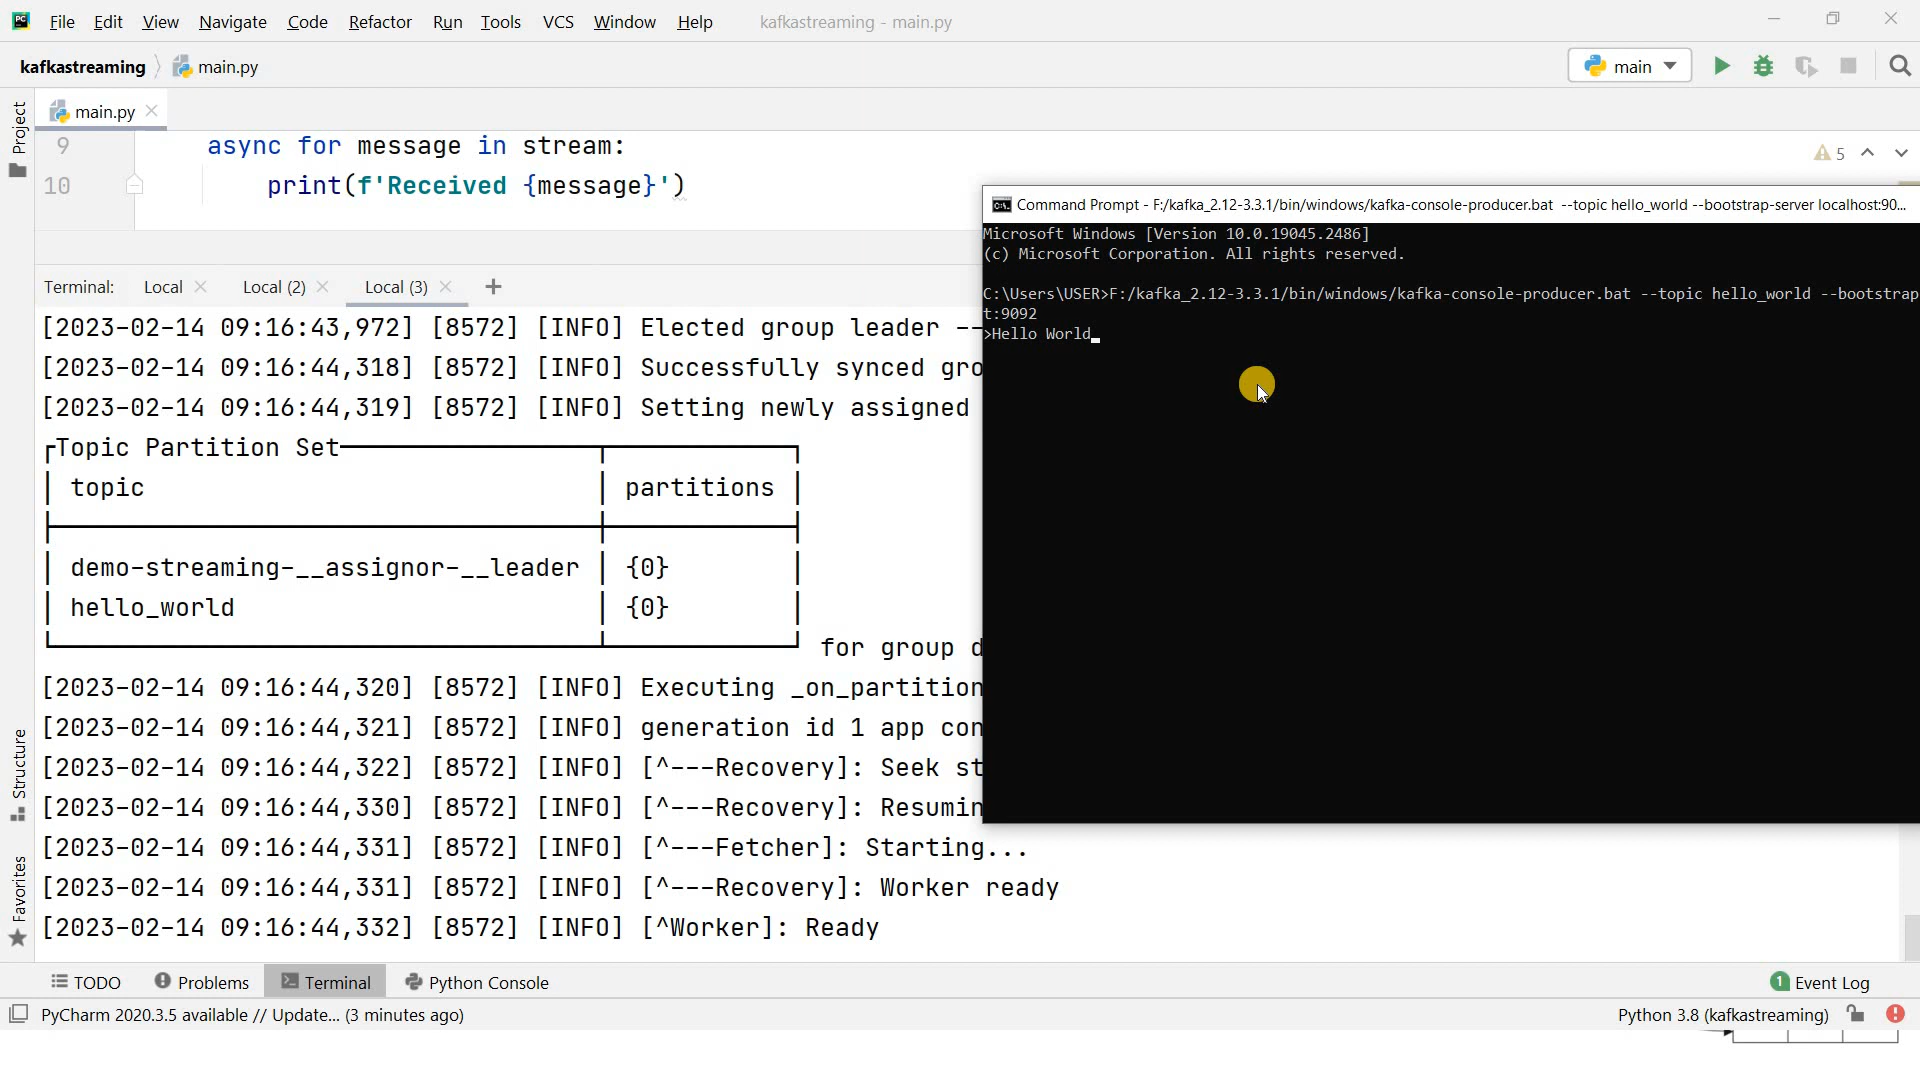 File Edit View Navigate Code Refactor Run Tools VCS Window Help kafkastreaming - main.py
kafkastreaming main.py main
Project
main.py
9 async for message in stream:
10 print(f'Received {message}')
5
Command Prompt - F:/kafka_2.12-3.3.1/bin/windows/kafka-console-producer.bat --topic hello_world --bootstrap-server localhost:90...
Microsoft Windows [Version 10.0.19045.2486]
(c) Microsoft Corporation. All rights reserved.
C:\Users\USER>F:/kafka_2.12-3.3.1/bin/windows/kafka-console-producer.bat --topic hello_world --bootstrap
t:9092
>Hello World
Terminal: Local Local (2) Local (3)
[2023-02-14 09:16:43,972] [8572] [INFO] Elected group leader --
[2023-02-14 09:16:44,318] [8572] [INFO] Successfully synced gro
[2023-02-14 09:16:44,319] [8572] [INFO] Setting newly assigned
Topic Partition Set
topic partitions
demo-streaming-__assignor-__leader {0}
hello_world {0}
for group d
[2023-02-14 09:16:44,320] [8572] [INFO] Executing _on_partition
[2023-02-14 09:16:44,321] [8572] [INFO] generation id 1 app con
[2023-02-14 09:16:44,322] [8572] [INFO] [^---Recovery]: Seek st
[2023-02-14 09:16:44,330] [8572] [INFO] [^---Recovery]: Resumin
[2023-02-14 09:16:44,331] [8572] [INFO] [^---Fetcher]: Starting...
[2023-02-14 09:16:44,331] [8572] [INFO] [^---Recovery]: Worker ready
[2023-02-14 09:16:44,332] [8572] [INFO] [^Worker]: Ready
Structure
Favorites
TODO Problems Terminal Python Console 1 Event Log
PyCharm 2020.3.5 available // Update... (3 minutes ago) Python 3.8 (kafkastreaming)